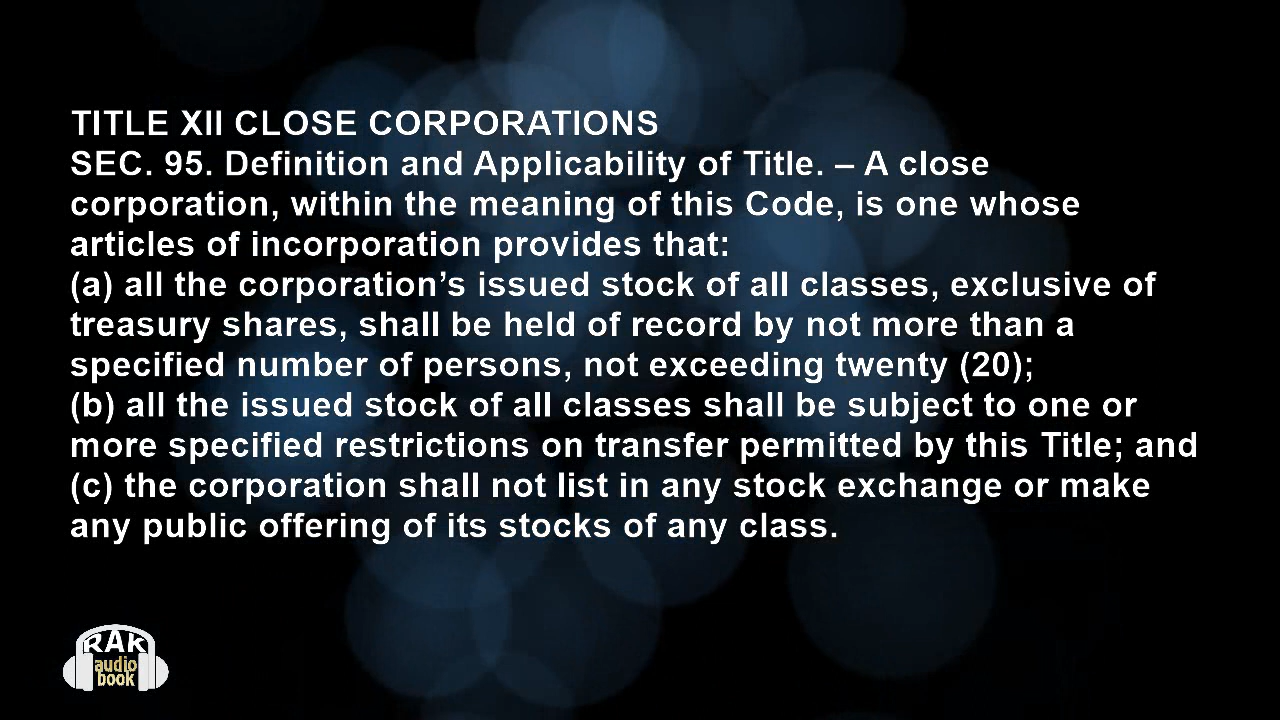 TITLE XII CLOSE CORPORATIONS
SEC. 95. Definition and Applicability of Title. – A close
corporation, within the meaning of this Code, is one whose
articles of incorporation provides that:
(a) all the corporation’s issued stock of all classes, exclusive of
treasury shares, shall be held of record by not more than a
specified number of persons, not exceeding twenty (20);
(b) all the issued stock of all classes shall be subject to one or
more specified restrictions on transfer permitted by this Title; and
(c) the corporation shall not list in any stock exchange or make
any public offering of its stocks of any class.
RAK
audio
book